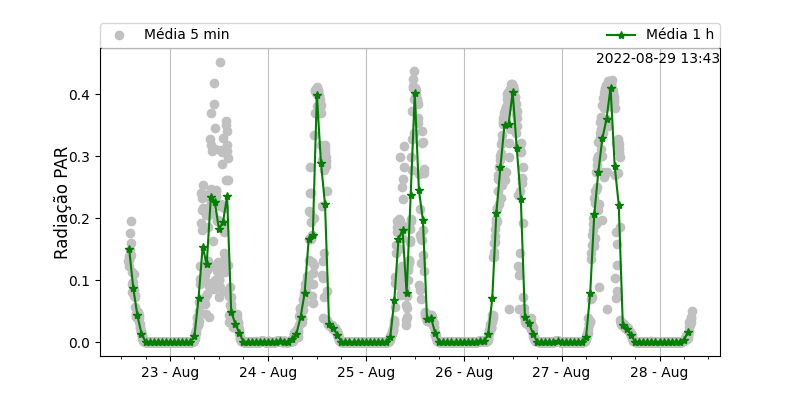 Média 5 min
Média 1 h
2022-08-29 13:43
Radiação PAR
0.4
0.3
0.2
0.1
0.0
23 - Aug
24 - Aug
25 - Aug
26 - Aug
27 - Aug
28 - Aug